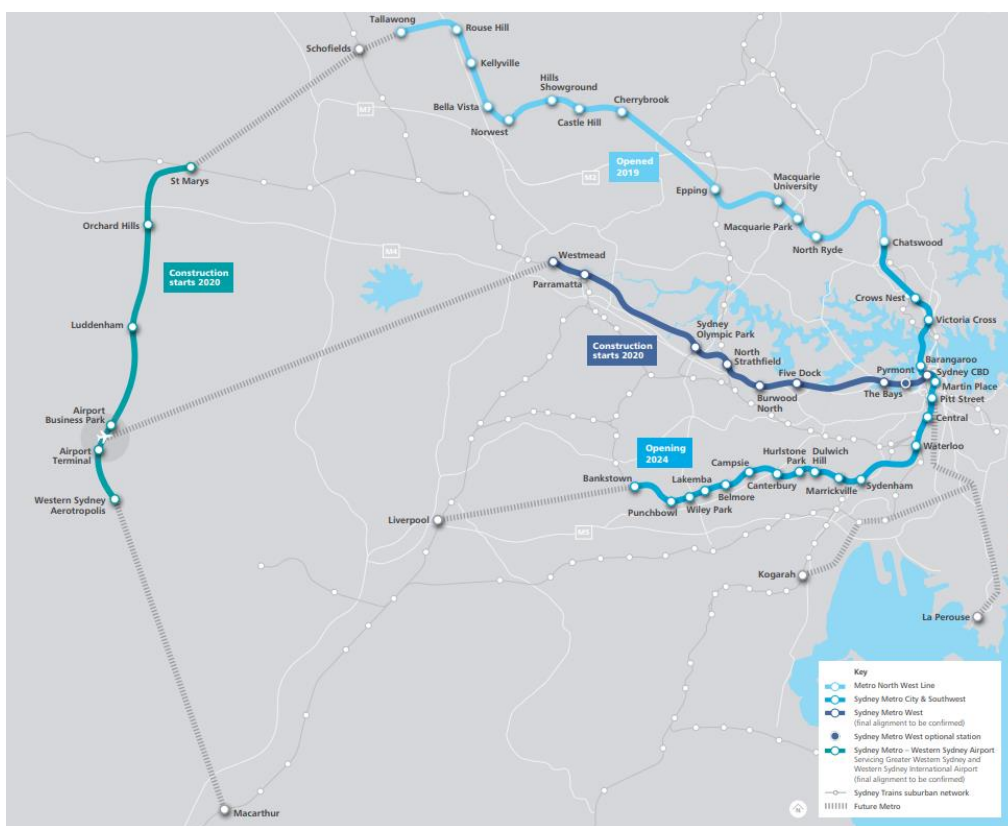 Tallawong
Rouse Hill
Schofields
Kellyville
Hills
Showground
Cherrybrook
M7
Bella Vista
Norwest
Castle Hill
Opened
2019
St Marys
M2
Epping
Macquarie
University
Orchard Hills
Macquarie Park
North Ryde
Chatswood
M4
Westmead
Construction
starts 2020
Parramatta
Crows Nest
Luddenham
Victoria Cross
Sydney
Olympic Park
Construction
starts 2020
North
Strathfield
Barangaroo
Five Dock
Pyrmont
Sydney CBD
Martin Place
The Bays
Burwood
North
Pitt Street
Airport
Business Park
Central
Airport
Terminal
Opening
2024
Hurlstone
Park
Dulwich
Hill
Waterloo
Campsie
Lakemba
Bankstown
Canterbury
Marrickville
Sydenham
Belmore
Wiley Park
Punchbowl
Western Sydney
Aerotropolis
Liverpool
M5
Kogarah
La Perouse
Macarthur
Key
Metro North West Line
Sydney Metro City & Southwest
Sydney Metro West
(final alignment to be confirmed)
Sydney Metro West optional station
Sydney Metro – Western Sydney Airport
Servicing Greater Western Sydney and
Western Sydney International Airport
(final alignment to be confirmed)
Sydney Trains suburban network
Future Metro
N